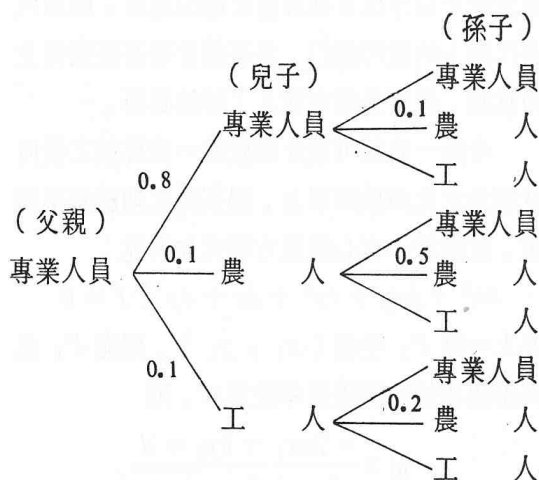 （孫子）
專業人員
（兒子）
0.1
專業人員
農 人
工 人
0.8
（父親）
專業人員
專業人員
0.1
農 人
0.5
農 人
工 人
0.1
專業人員
0.2
工 人
農 人
工 人